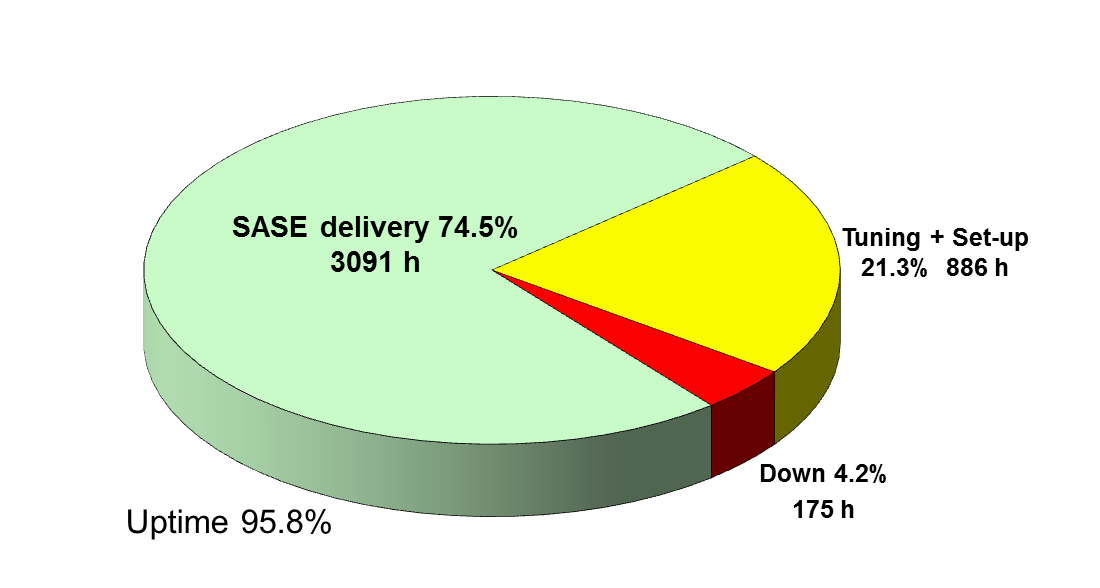 SASE delivery 74.5%
3091 h
Tuning + Set-up
21.3% 886 h
Down 4.2%
175 h
Uptime 95.8%